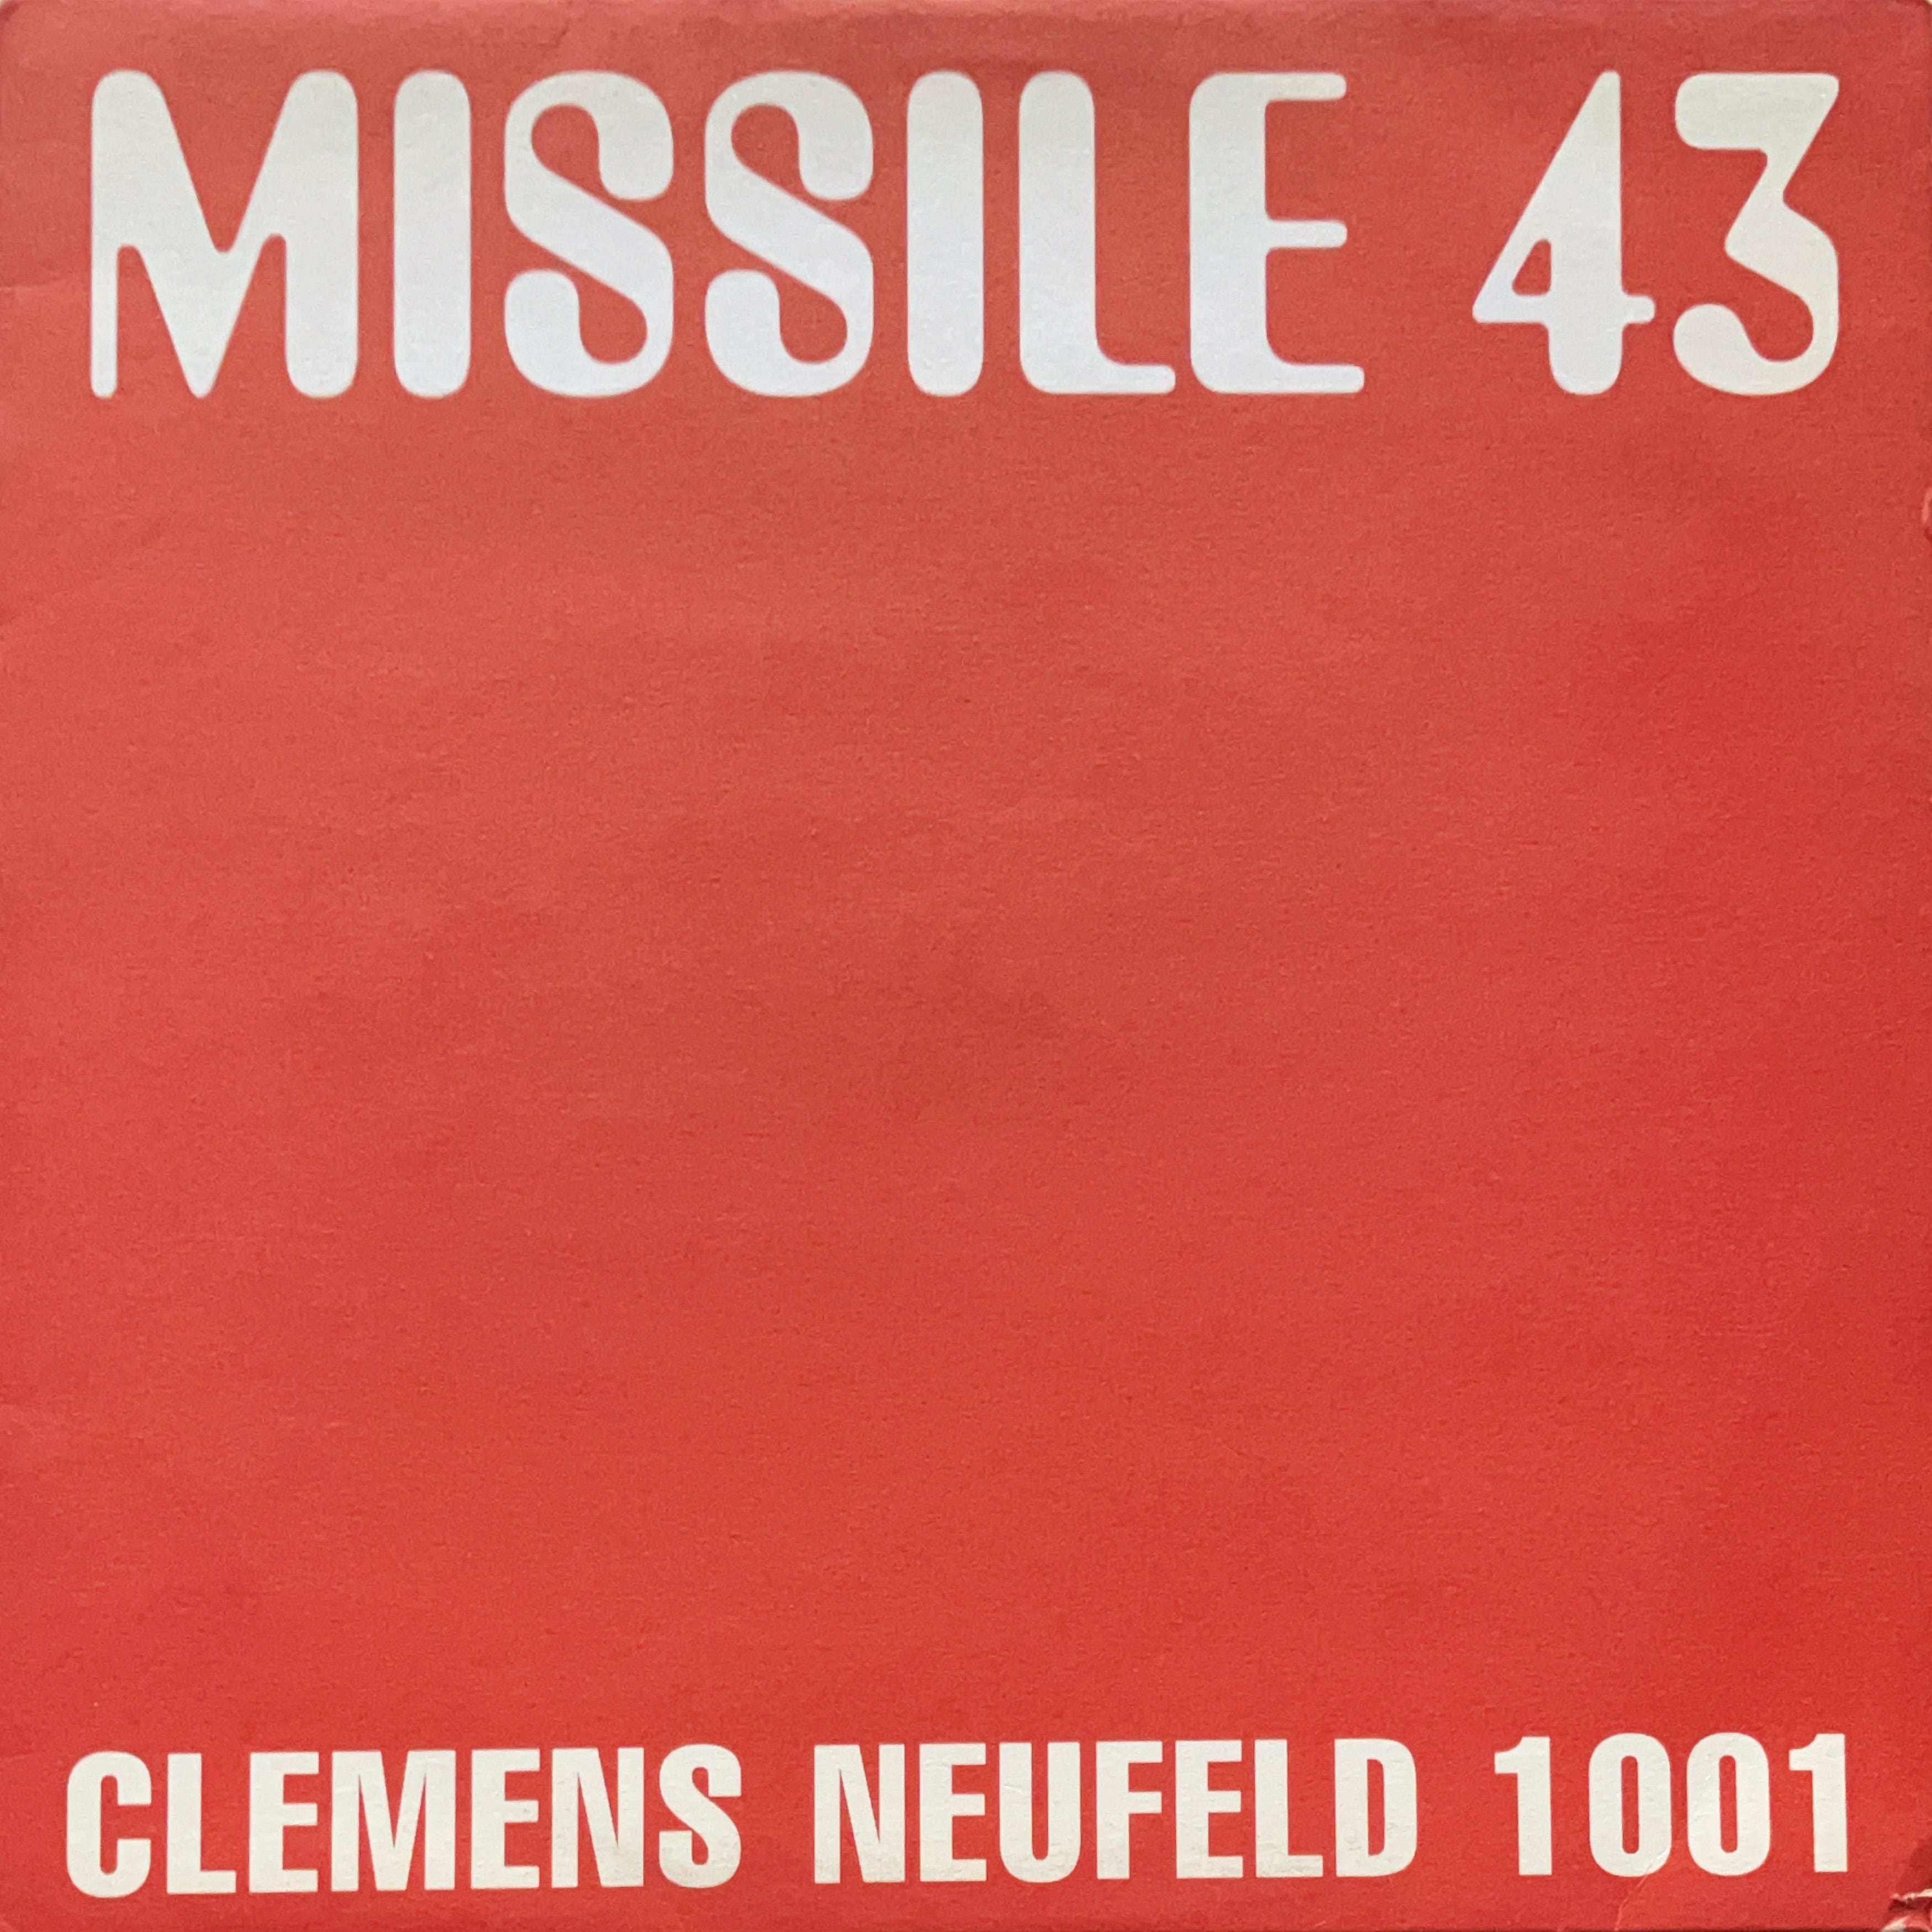 MISSILE 43
CLEMENS NEUFELD 1001